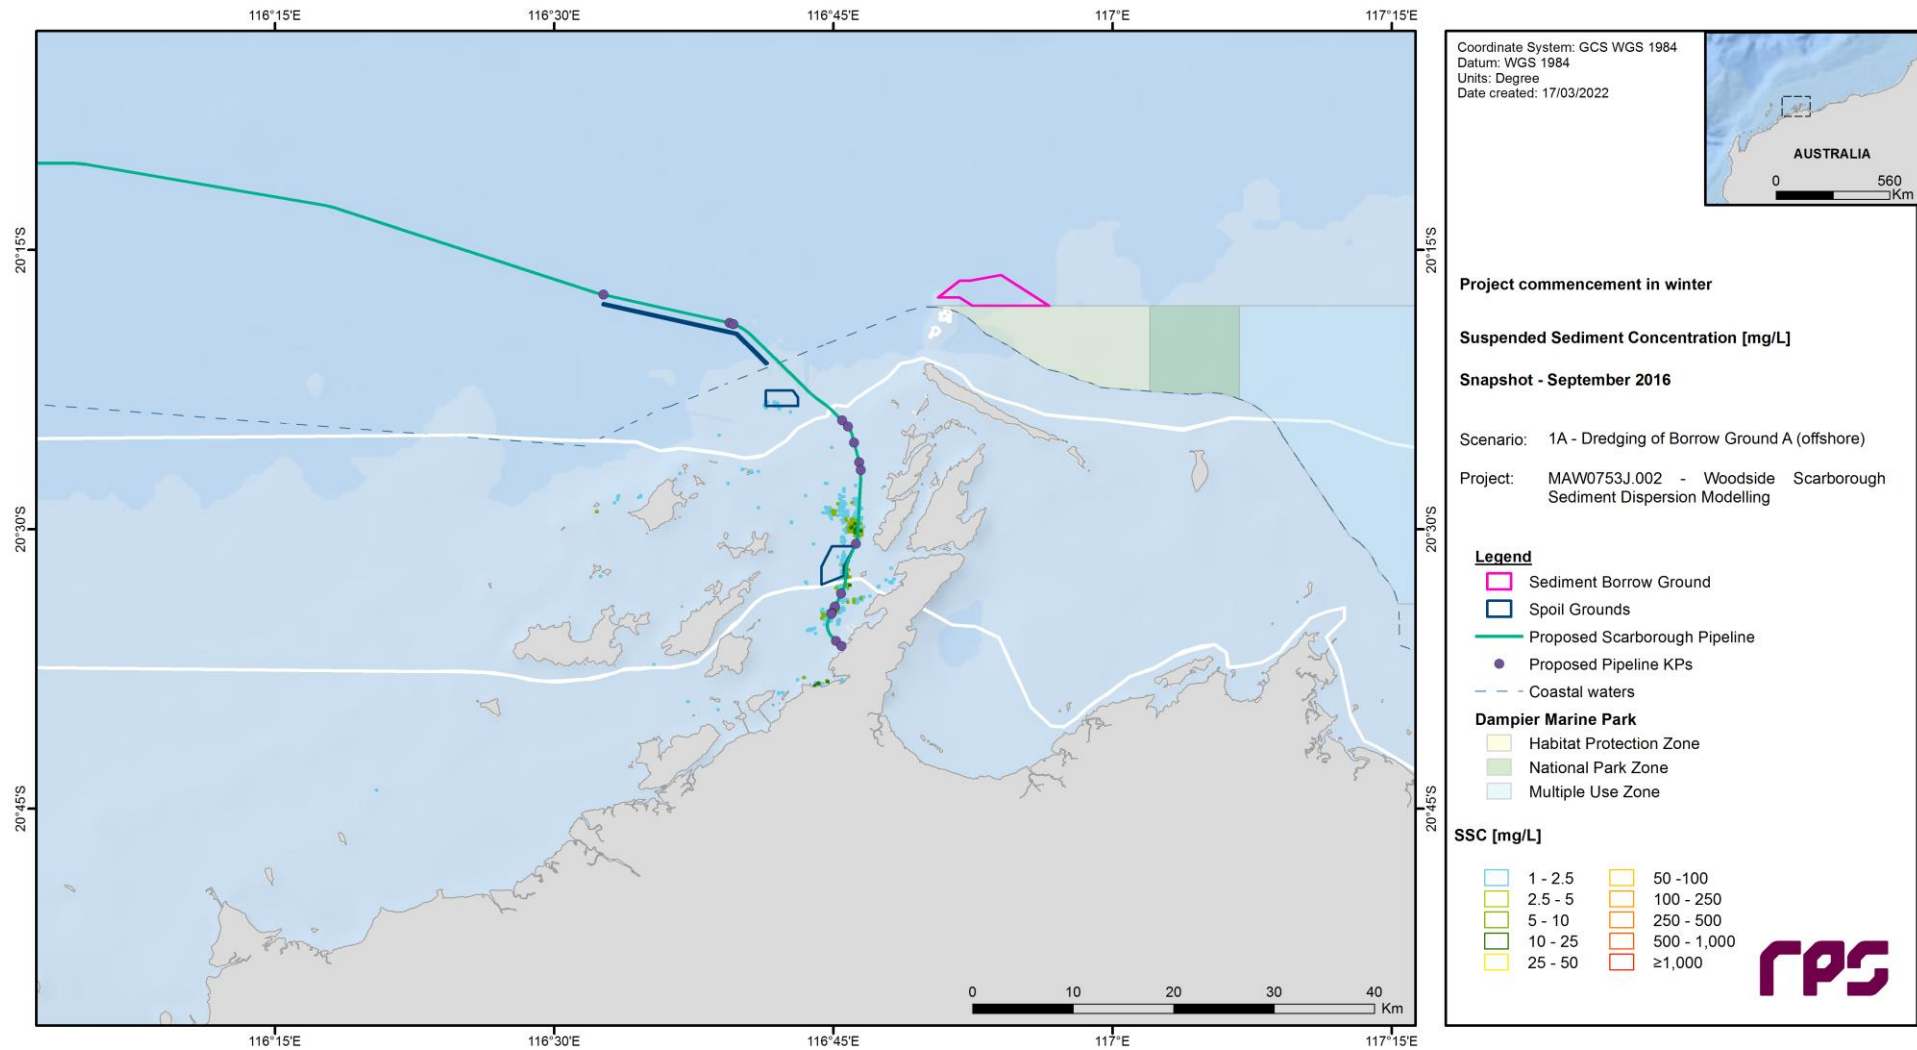 116°15'E 116°30'E 116°45'E 117°E 117°15'E
20°15'S 20°15'S
20°30'S 20°30'S
20°45'S 20°45'S
0 10 20 30 40
Km
116°15'E 116°30'E 116°45'E 117°E 117°15'E
Coordinate System: GCS WGS 1984
Datum: WGS 1984
Units: Degree
Date created: 17/03/2022
AUSTRALIA
0 560
Km
Project commencement in winter
Suspended Sediment Concentration [mg/L]
Snapshot - September 2016
Scenario: 1A - Dredging of Borrow Ground A (offshore)
Project: MAW0753J.002 - Woodside Scarborough
Sediment Dispersion Modelling
Legend
Sediment Borrow Ground
Spoil Grounds
Proposed Scarborough Pipeline
Proposed Pipeline KPs
Coastal waters
Dampier Marine Park
Habitat Protection Zone
National Park Zone
Multiple Use Zone
SSC [mg/L]
1 - 2.5 50 -100
2.5 - 5 100 - 250
5 - 10 250 - 500
10 - 25 500 - 1,000
25 - 50 ≥1,000
rps